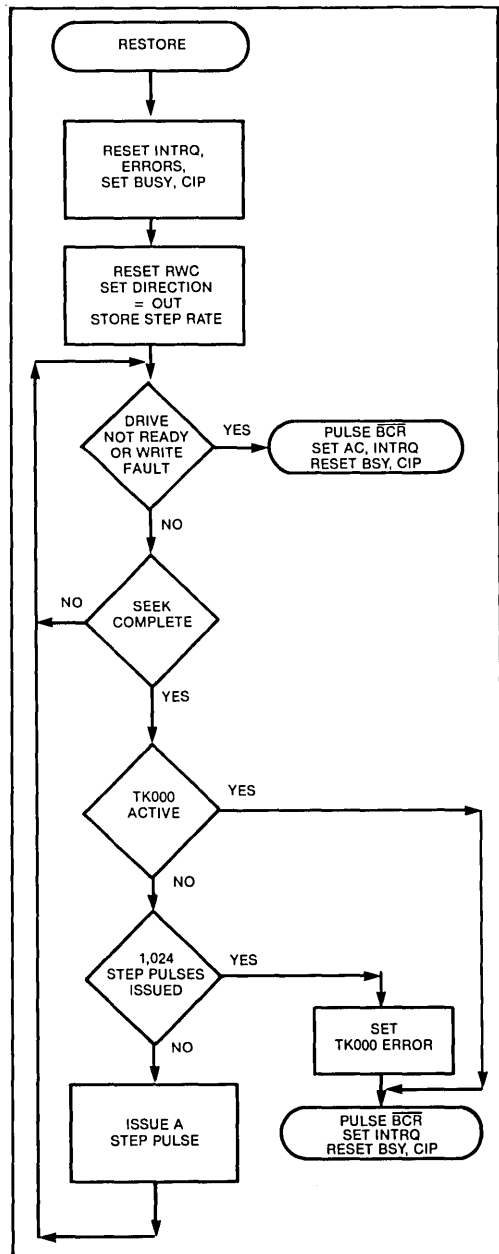 RESTORE
RESET INTRQ,
ERRORS,
SET BUSY, CIP
RESET RWC
SET DIRECTION
= OUT
STORE STEP RATE
DRIVE
NOT READY
OR WRITE
FAULT
YES
PULSE BCR
SET AC, INTRQ
RESET BSY, CIP
NO
SEEK
COMPLETE
NO
YES
TK000
ACTIVE
YES
NO
1,024
STEP PULSES
ISSUED
YES
SET
TK000 ERROR
NO
ISSUE A
STEP PULSE
PULSE BCR
SET INTRQ
RESET BSY, CIP